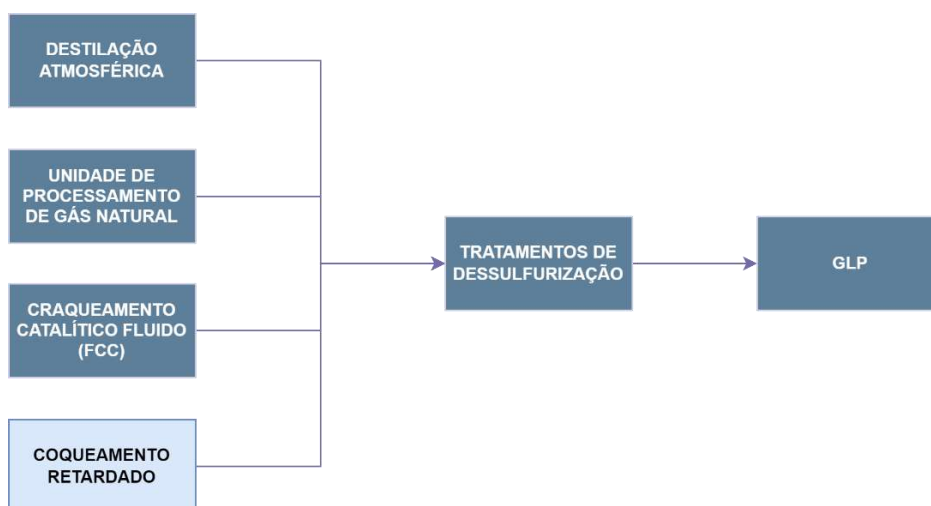 DESTILAÇÃO
ATMOSFÉRICA
UNIDADE DE
PROCESSAMENTO
DE GÁS NATURAL
CRAQUEAMENTO
CATALÍTICO FLUIDO
(FCC)
COQUEAMENTO
RETARDADO
TRATAMENTOS DE
DESSULFURIZAÇÃO
GLP